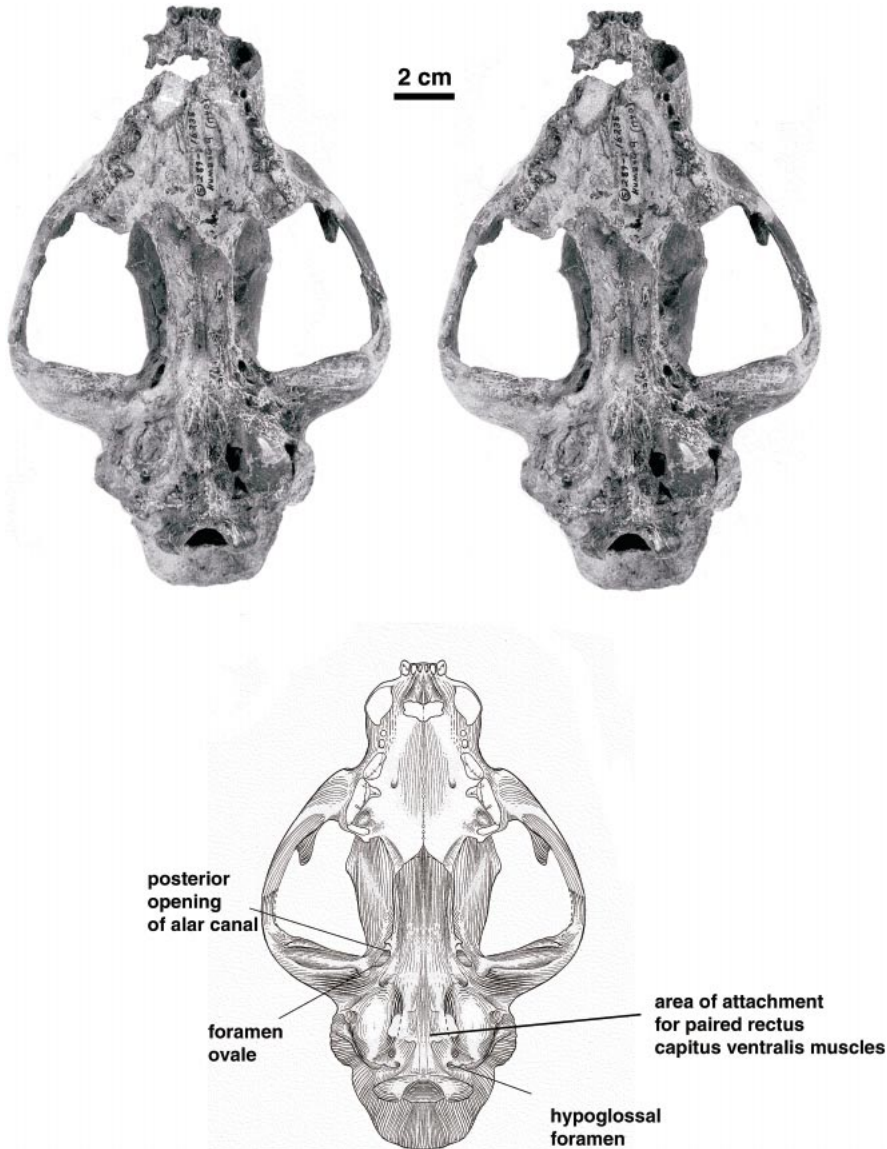 2 cm
posterior
opening
of alar canal
foramen
ovale
area of attachment
for paired rectus
capitus ventralis muscles
hypoglossal
foramen